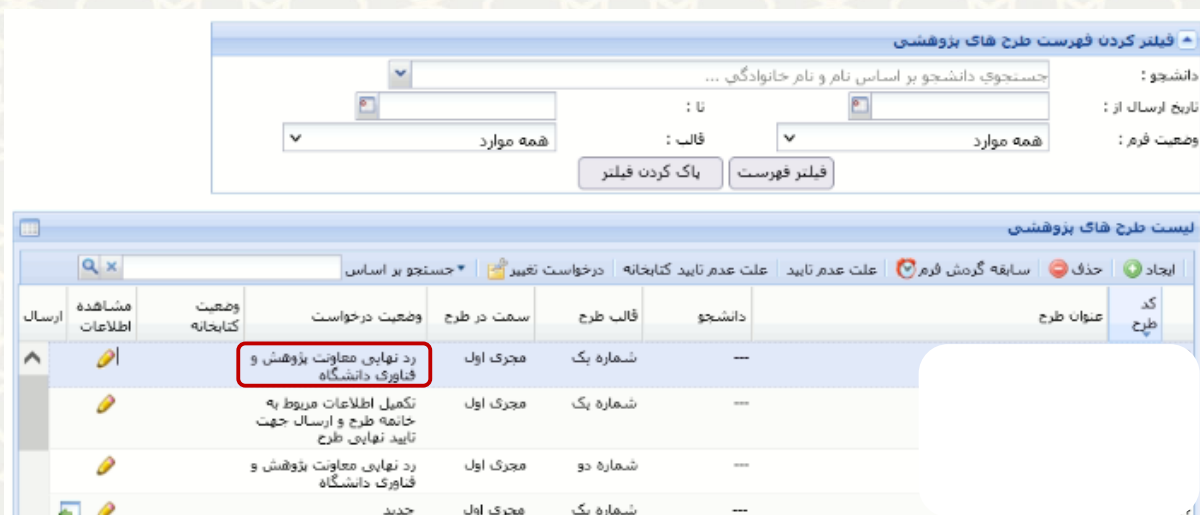 فیلتر کردن فهرست طرح های پژوهشی
دانشجو :
جستجوی دانشجو بر اساس نام و نام خانوادگی ...
تاریخ ارسال از :
تا :
وضعیت فرم :
همه موارد
قالب :
همه موارد
فیلتر فهرست
پاک کردن فیلتر
لیست طرح های پژوهشی
ایجاد
حذف
سابقه گردش فرم
علت عدم تایید
علت عدم تایید کتابخانه
درخواست تغییر
جستجو بر اساس
کد طرح
عنوان طرح
دانشجو
قالب طرح
سمت در طرح
وضعیت درخواست
وضعیت کتابخانه
مشاهده اطلاعات
ارسال
---
شماره یک
مجری اول
رد نهایی معاونت پژوهش و
فناوری دانشگاه
---
شماره یک
مجری اول
تکمیل اطلاعات مربوط به
خاتمه طرح و ارسال جهت
تایید نهایی طرح
---
شماره دو
مجری اول
رد نهایی معاونت پژوهش و
فناوری دانشگاه
---
شماره یک
مجری اول
جدید